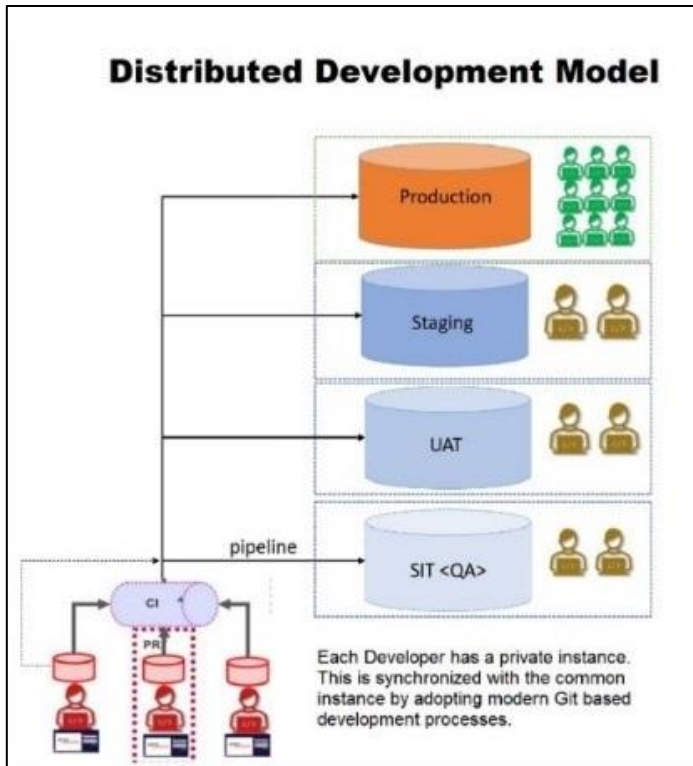 Distributed Development Model
Production
Staging
UAT
pipeline
SIT <QA>
CI
PR
Each Developer has a private instance.
This is synchronized with the common
instance by adopting modern Git based
development processes.